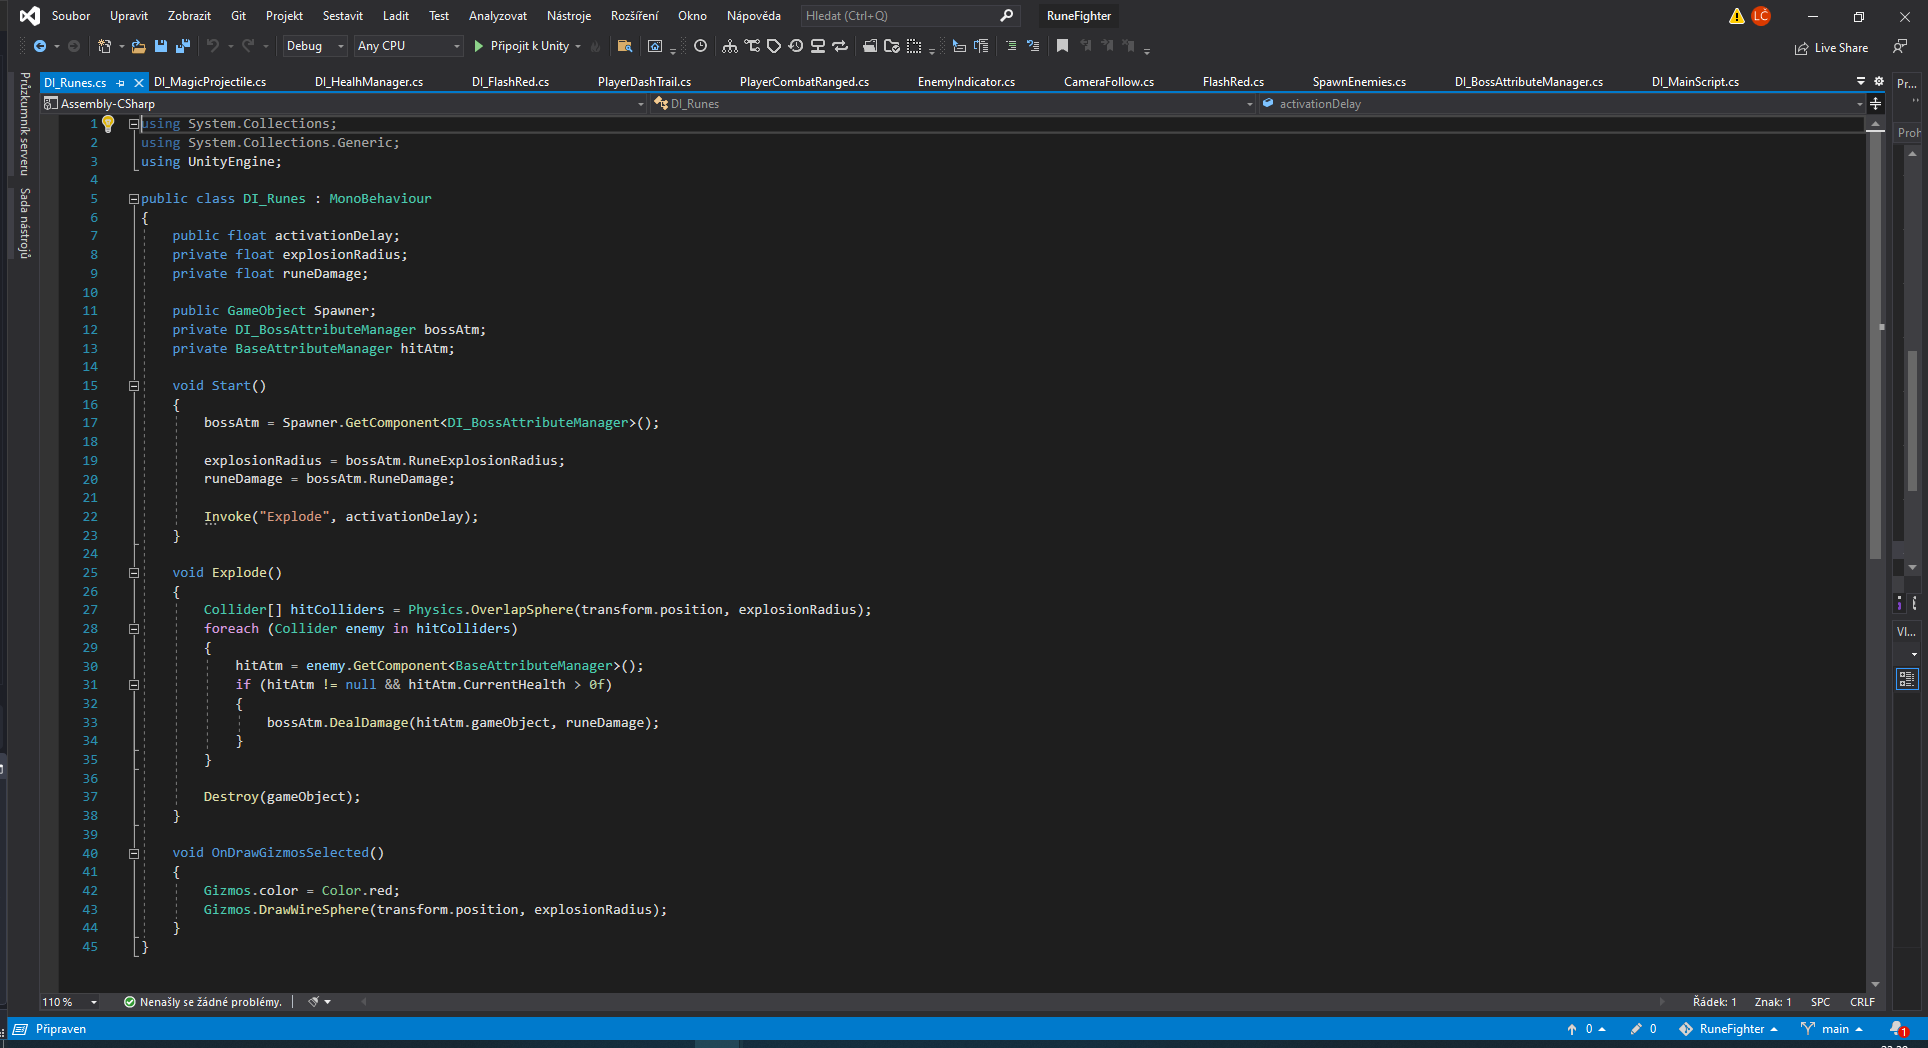 Soubor Upravit Zobrazit Git Projekt Sestavit Ladit Test Analyzovat Nástroje Rozšíření Okno Nápověda Hledat (Ctrl+Q) RuneFighter LC
Debug Any CPU Připojit k Unity Live Share
Průzkumník serveru
Sada nástrojů
DI_Runes.cs DI_MagicProjectile.cs DI_HealhManager.cs DI_FlashRed.cs PlayerDashTrail.cs PlayerCombatRanged.cs EnemyIndicator.cs CameraFollow.cs FlashRed.cs SpawnEnemies.cs DI_BossAttributeManager.cs DI_MainScript.cs Pr...
Assembly-CSharp DI_Runes activationDelay
Proh
1 using System.Collections;
2 using System.Collections.Generic;
3 using UnityEngine;
4
5 public class DI_Runes : MonoBehaviour
6 {
7 public float activationDelay;
8 private float explosionRadius;
9 private float runeDamage;
10
11 public GameObject Spawner;
12 private DI_BossAttributeManager bossAtm;
13 private BaseAttributeManager hitAtm;
14
15 void Start()
16 {
17 bossAtm = Spawner.GetComponent<DI_BossAttributeManager>();
18
19 explosionRadius = bossAtm.RuneExplosionRadius;
20 runeDamage = bossAtm.RuneDamage;
21
22 Invoke("Explode", activationDelay);
23 }
24
25 void Explode()
26 {
27 Collider[] hitColliders = Physics.OverlapSphere(transform.position, explosionRadius);
28 foreach (Collider enemy in hitColliders)
29 {
30 hitAtm = enemy.GetComponent<BaseAttributeManager>();
31 if (hitAtm != null && hitAtm.CurrentHealth > 0f)
32 {
33 bossAtm.DealDamage(hitAtm.gameObject, runeDamage);
34 }
35 }
36
37 Destroy(gameObject);
38 }
39
40 void OnDrawGizmosSelected()
41 {
42 Gizmos.color = Color.red;
43 Gizmos.DrawWireSphere(transform.position, explosionRadius);
44 }
45 }
Vl...
110 % Nenašly se žádné problémy. Řádek: 1 Znak: 1 SPC CRLF
Připraven 0 0 RuneFighter main 1